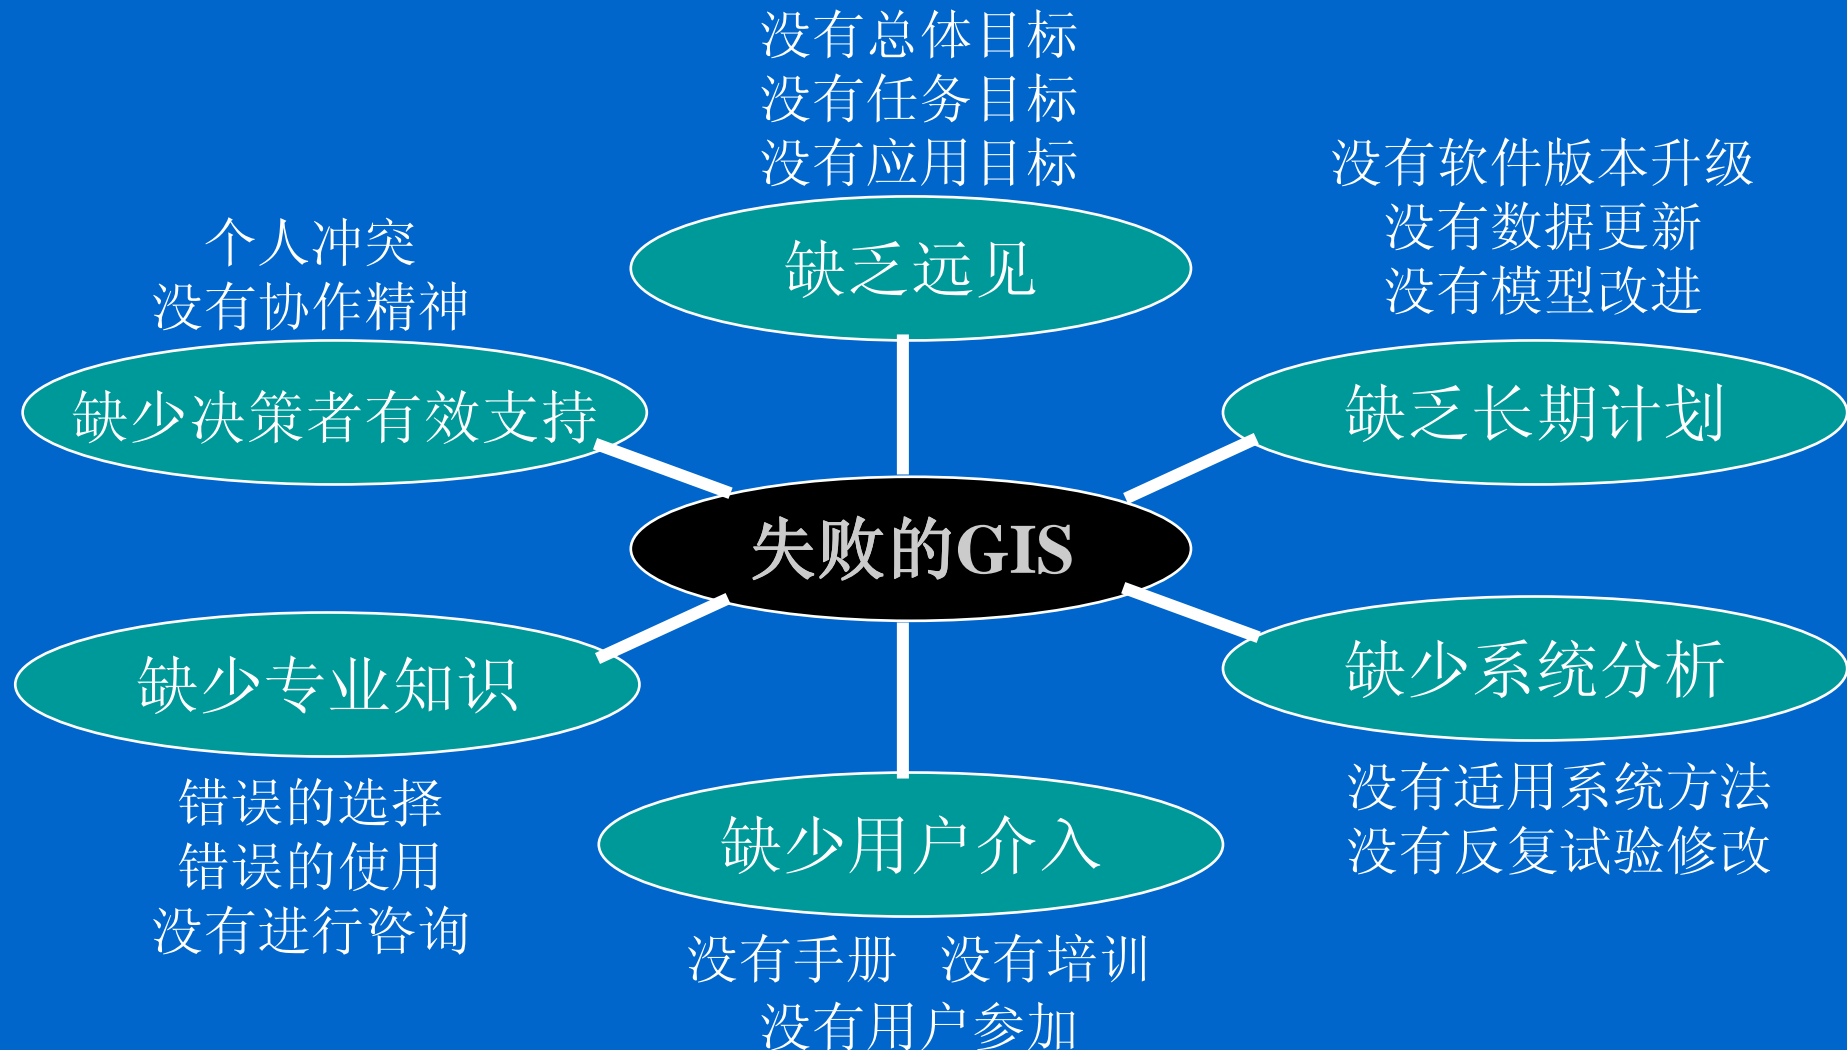 没有总体目标
没有任务目标
没有应用目标
缺乏远见
没有软件版本升级
没有数据更新
没有模型改进
缺乏长期计划
个人冲突
没有协作精神
缺少决策者有效支持
失败的GIS
缺少专业知识
错误的选择
错误的使用
没有进行咨询
缺少用户介入
没有手册 没有培训
没有用户参加
缺少系统分析
没有适用系统方法
没有反复试验修改